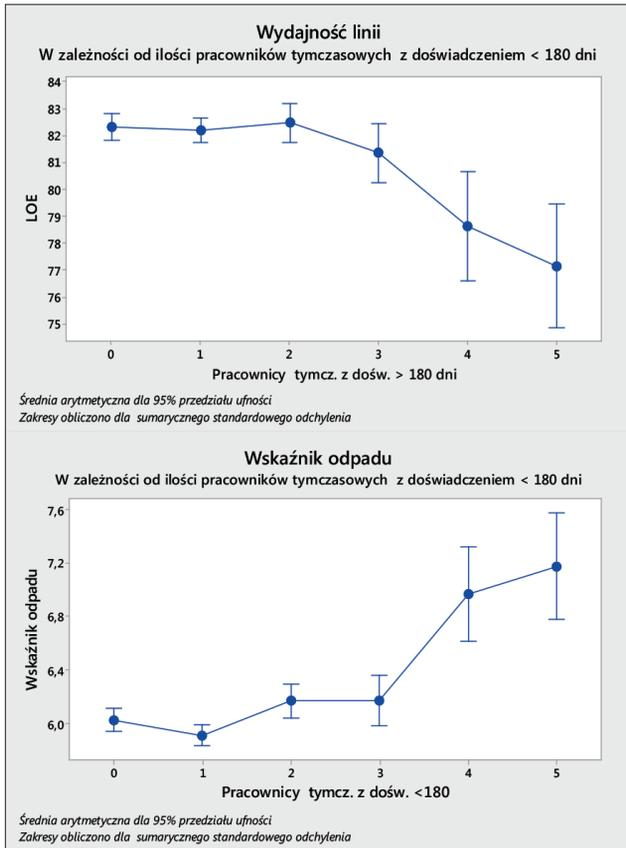 Wydajność linii
W zależności od ilości pracowników tymczasowych z doświadczeniem < 180 dni
84
83
82
81
80
79
78
77
76
75
LOE
0 1 2 3 4 5
Pracownicy tymcz. z dośw. > 180 dni
Średnia arytmetyczna dla 95% przedziału ufności
Zakresy obliczono dla sumarycznego standardowego odchylenia
Wskaźnik odpadu
W zależności od ilości pracowników tymczasowych z doświadczeniem < 180 dni
7,6
7,2
6,8
6,4
6,0
Wskaźnik odpadu
0 1 2 3 4 5
Pracownicy tymcz. z dośw. <180
Średnia arytmetyczna dla 95% przedziału ufności
Zakresy obliczono dla sumarycznego standardowego odchylenia